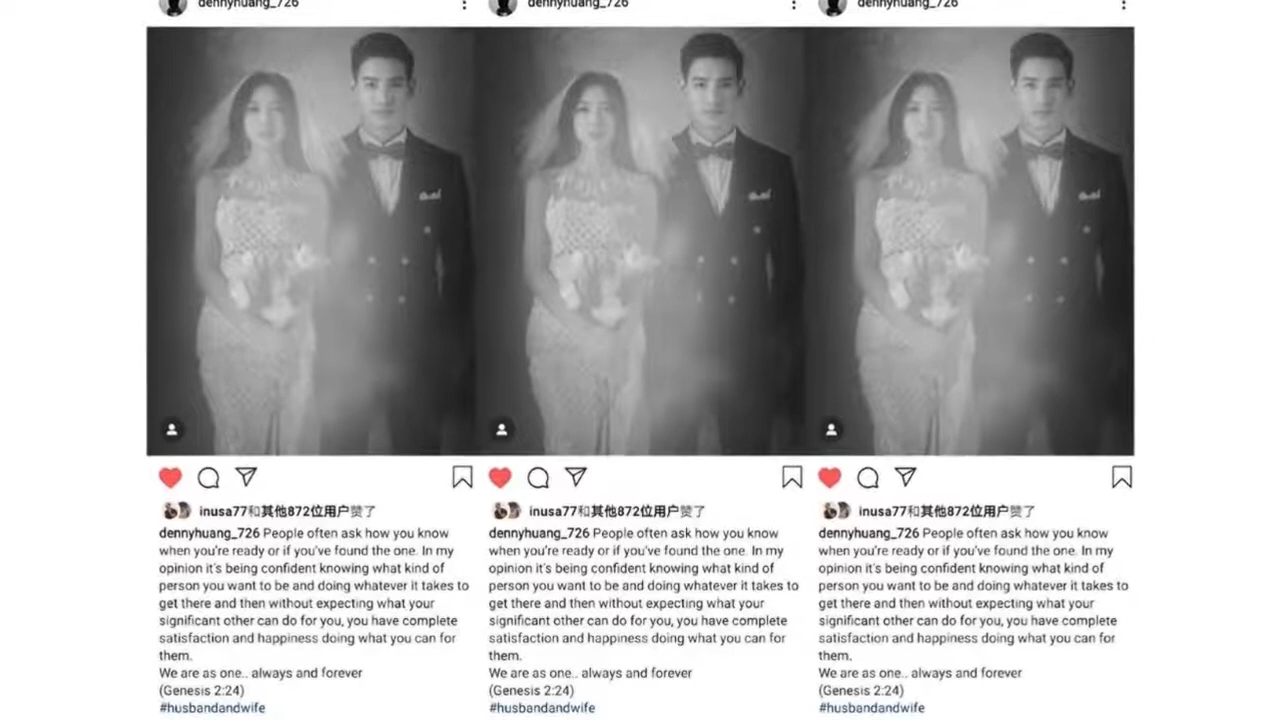 dennyhuang_726
inusa77和其他872位用户赞了
dennyhuang_726 People often ask how you know
when you're ready or if you've found the one. In my
opinion it's being confident knowing what kind of
person you want to be and doing whatever it takes to
get there and then without expecting what your
significant other can do for you, you have complete
satisfaction and happiness doing what you can for
them.
We are as one.. always and forever
(Genesis 2:24)
#husbandandwife
dennyhuang_726
inusa77和其他872位用户赞了
dennyhuang_726 People often ask how you know
when you're ready or if you've found the one. In my
opinion it's being confident knowing what kind of
person you want to be and doing whatever it takes to
get there and then without expecting what your
significant other can do for you, you have complete
satisfaction and happiness doing what you can for
them.
We are as one.. always and forever
(Genesis 2:24)
#husbandandwife
dennyhuang_726
inusa77和其他872位用户赞了
dennyhuang_726 People often ask how you know
when you're ready or if you've found the one. In my
opinion it's being confident knowing what kind of
person you want to be and doing whatever it takes to
get there and then without expecting what your
significant other can do for you, you have complete
satisfaction and happiness doing what you can for
them.
We are as one.. always and forever
(Genesis 2:24)
#husbandandwife